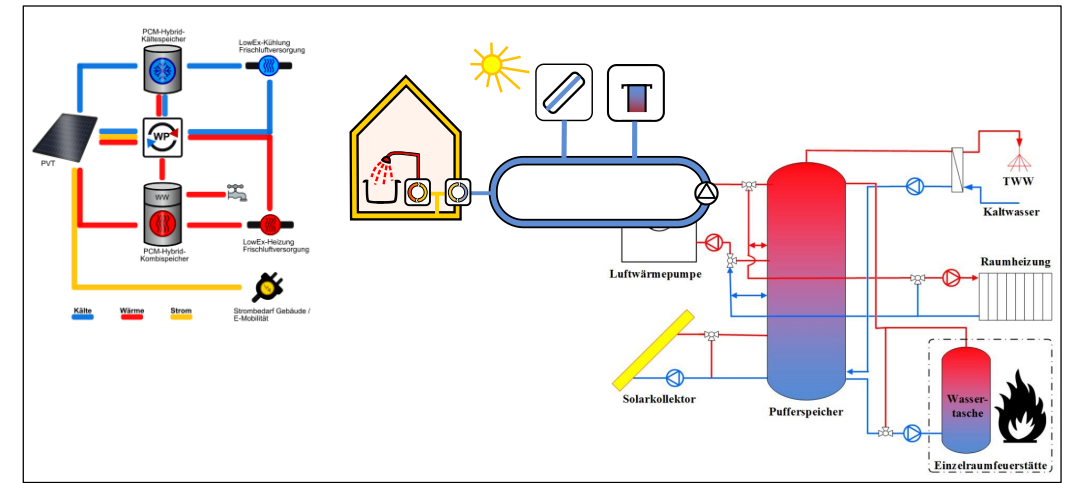 PCM-Hybrid-
Kältespeicher
LowEx-Kühlung
Frischluftversorgung
WP
PVT
WW
PCM-Hybrid-
Kombispeicher
LowEx-Heizung
Frischluftversorgung
Kälte
Wärme
Strom
Strombedarf Gebäude /
E-Mobilität
Luftwärmepumpe
TWW
Kaltwasser
Raumheizung
Solarkollektor
Pufferspeicher
Wasser-
tasche
Einzelraumfeuerstätte